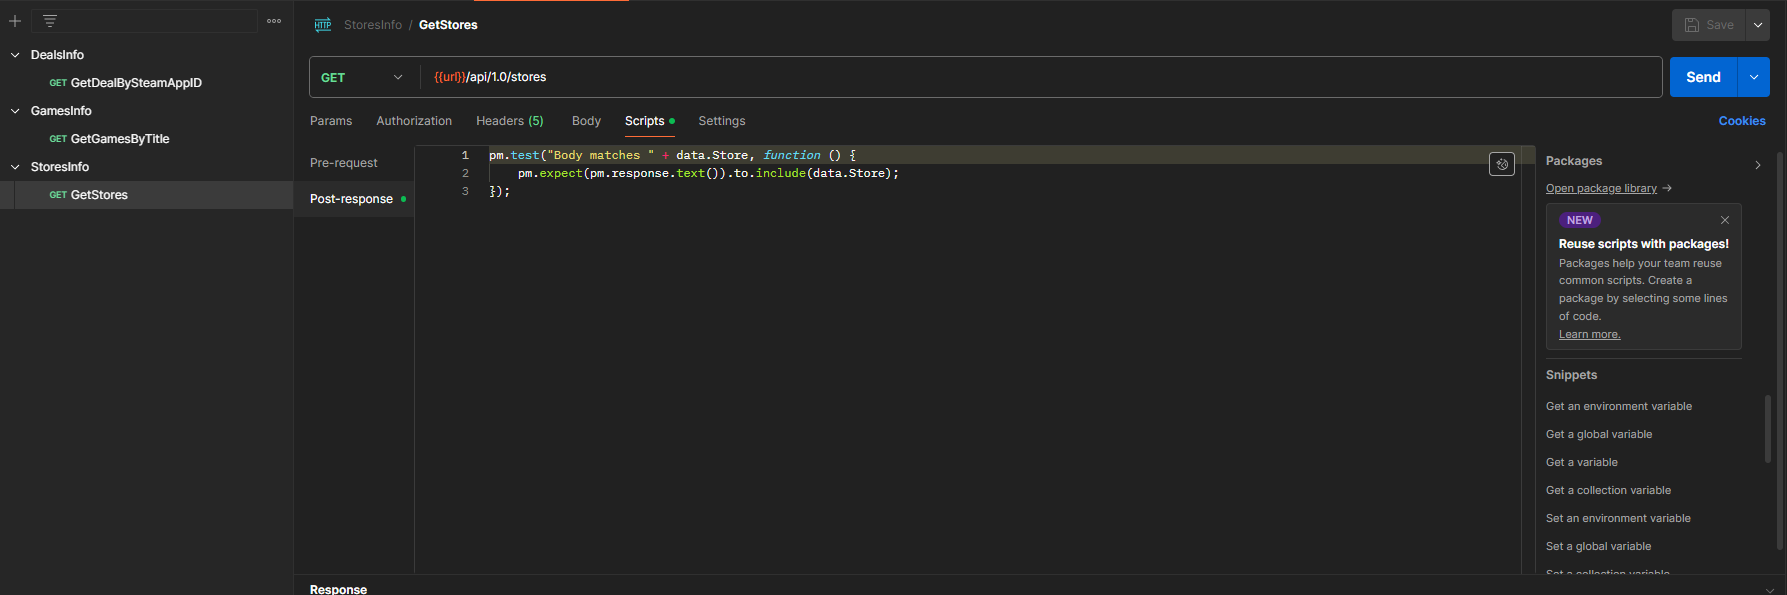 DealsInfo
GET GetDealBySteamAppID
GamesInfo
GET GetGamesByTitle
StoresInfo
GET GetStores
HTTP StoresInfo / GetStores
Save
GET {{url}}/api/1.0/stores
Send
Params Authorization Headers (5) Body Scripts Settings
Cookies
Pre-request
Post-response
1 pm.test("Body matches " + data.Store, function () {
2 pm.expect(pm.response.text()).to.include(data.Store);
3 });
Packages
Open package library →
NEW
Reuse scripts with packages!
Packages help your team reuse
common scripts. Create a
package by selecting some lines
of code.
Learn more.
Snippets
Get an environment variable
Get a global variable
Get a variable
Get a collection variable
Set an environment variable
Set a global variable
Set a collection variable
Response